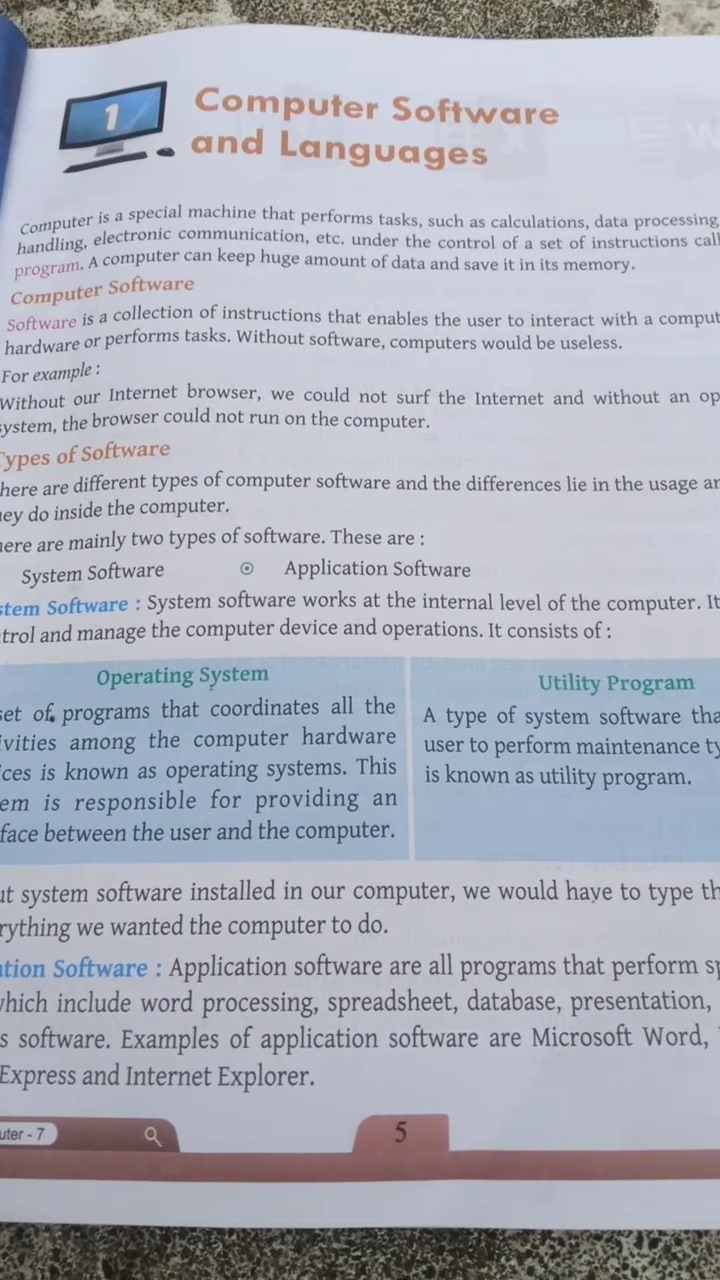 1
Computer Software
and Languages
Computer is a special machine that performs tasks, such as calculations, data processing,
handling, electronic communication, etc. under the control of a set of instructions call
program. A computer can keep huge amount of data and save it in its memory.
Computer Software
Software is a collection of instructions that enables the user to interact with a comput
hardware or performs tasks. Without software, computers would be useless.
For example :
Without our Internet browser, we could not surf the Internet and without an op
ystem, the browser could not run on the computer.
Types of Software
here are different types of computer software and the differences lie in the usage an
ey do inside the computer.
ere are mainly two types of software. These are :
System Software Application Software
stem Software : System software works at the internal level of the computer. It
trol and manage the computer device and operations. It consists of :
Operating System
set of programs that coordinates all the
ivities among the computer hardware
ices is known as operating systems. This
em is responsible for providing an
face between the user and the computer.
Utility Program
A type of system software tha
user to perform maintenance ty
is known as utility program.
ut system software installed in our computer, we would have to type th
rything we wanted the computer to do.
ation Software : Application software are all programs that perform sp
which include word processing, spreadsheet, database, presentation,
s software. Examples of application software are Microsoft Word,
Express and Internet Explorer.
uter - 7
5